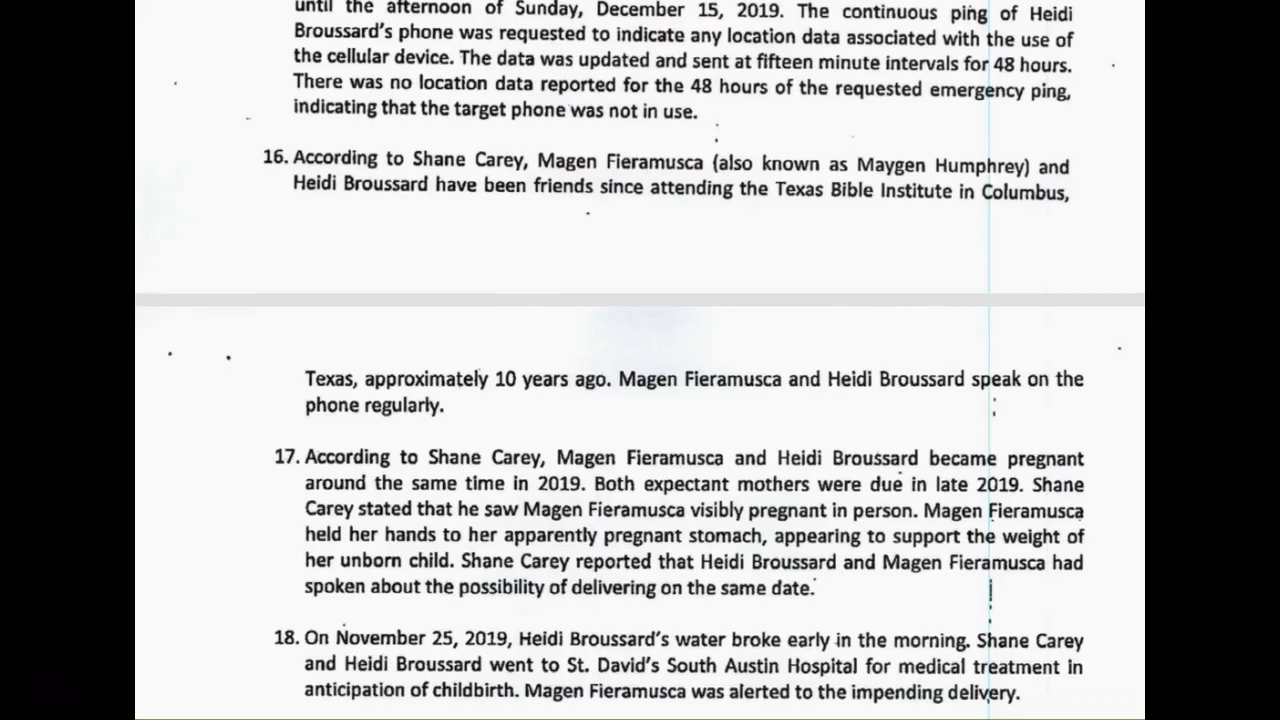 until the afternoon of Sunday, December 15, 2019. The continuous ping of Heidi
Broussard's phone was requested to indicate any location data associated with the use of
the cellular device. The data was updated and sent at fifteen minute intervals for 48 hours.
There was no location data reported for the 48 hours of the requested emergency ping,
indicating that the target phone was not in use.
16. According to Shane Carey, Magen Fieramusca (also known as Maygen Humphrey) and
Heidi Broussard have been friends since attending the Texas Bible Institute in Columbus,
Texas, approximately 10 years ago. Magen Fieramusca and Heidi Broussard speak on the
phone regularly.
17. According to Shane Carey, Magen Fieramusca and Heidi Broussard became pregnant
around the same time in 2019. Both expectant mothers were due in late 2019. Shane
Carey stated that he saw Magen Fieramusca visibly pregnant in person. Magen Fieramusca
held her hands to her apparently pregnant stomach, appearing to support the weight of
her unborn child. Shane Carey reported that Heidi Broussard and Magen Fieramusca had
spoken about the possibility of delivering on the same date.
18. On November 25, 2019, Heidi Broussard's water broke early in the morning. Shane Carey
and Heidi Broussard went to St. David's South Austin Hospital for medical treatment in
anticipation of childbirth. Magen Fieramusca was alerted to the impending delivery.